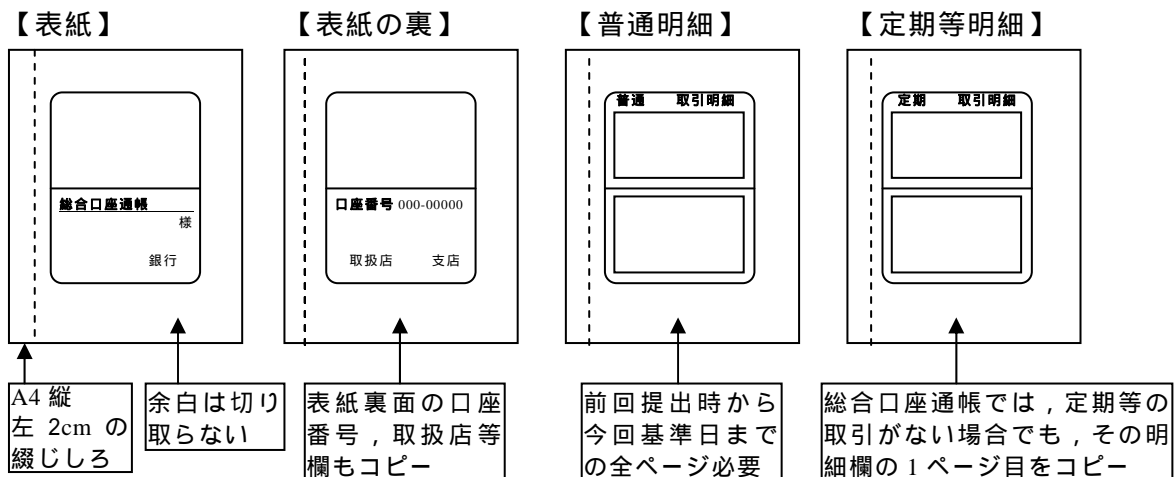 【表紙】
【表紙の裏】
【普通明細】
【定期等明細】
総合口座通帳
様
銀行
口座番号 000-00000
取扱店 支店
普通 取引明細
定期 取引明細
A4 縦
左 2cm の
綴じしろ
余白は切り
取らない
表紙裏面の口座
番号，取扱店等
欄もコピー
前回提出時から
今回基準日まで
の全ページ必要
総合口座通帳では，定期等の
取引がない場合でも，その明
細欄の 1 ページ目をコピー